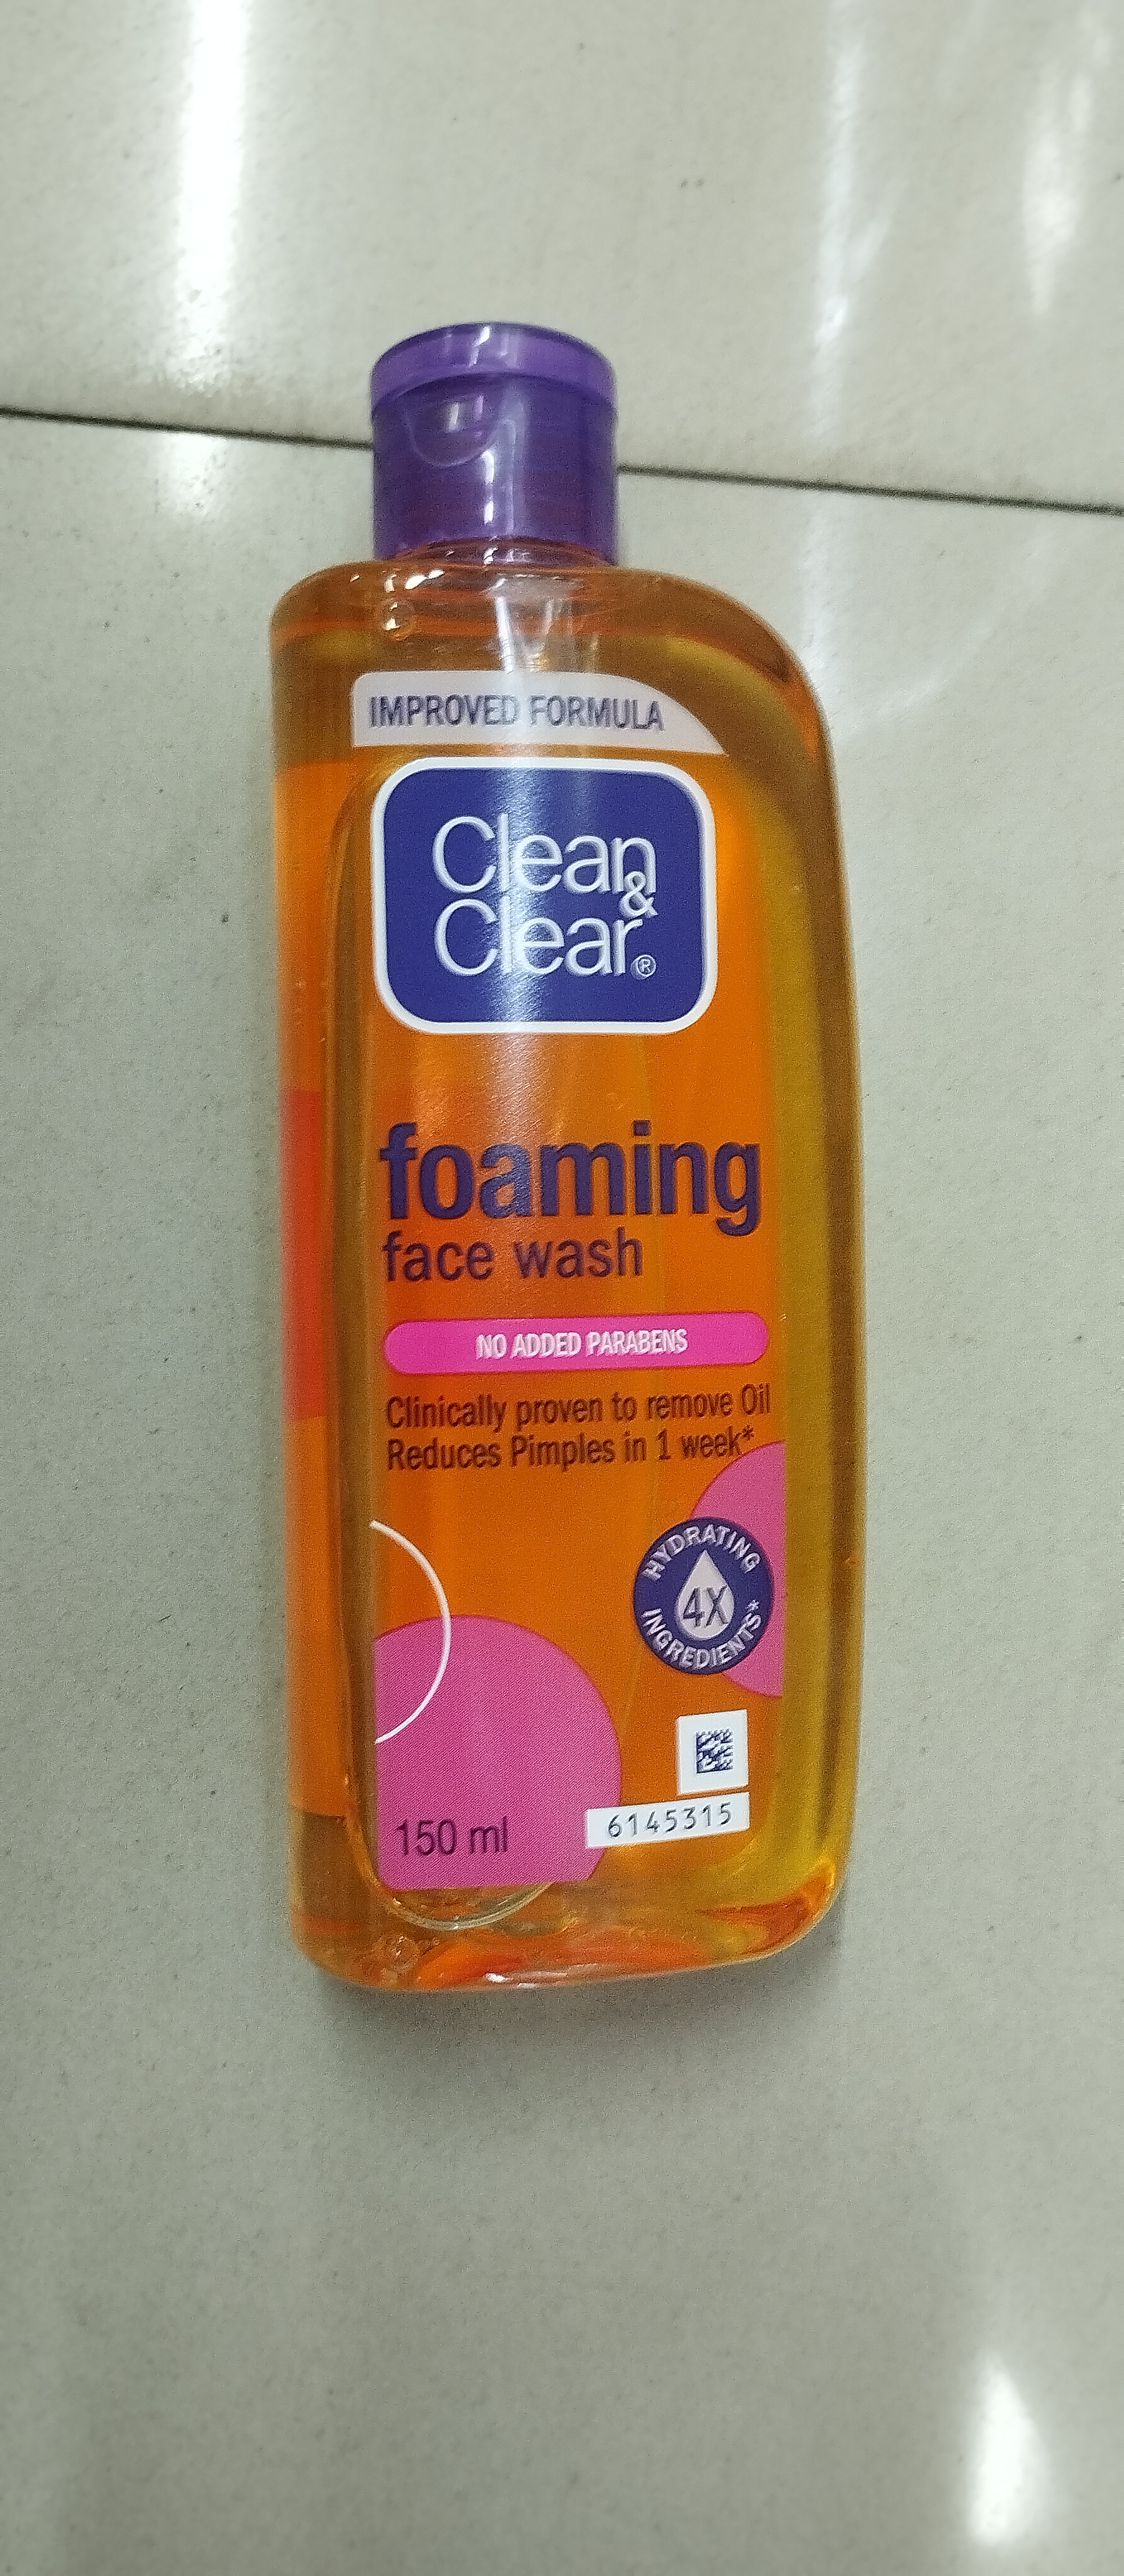 IMPROVED FORMULA
Clean
&
Clear®
foaming
face wash
NO ADDED PARABENS
Clinically proven to remove Oil
Reduces Pimples in 1 week*
HYDRATING
4X
INGREDIENTS*
6145315
150 ml